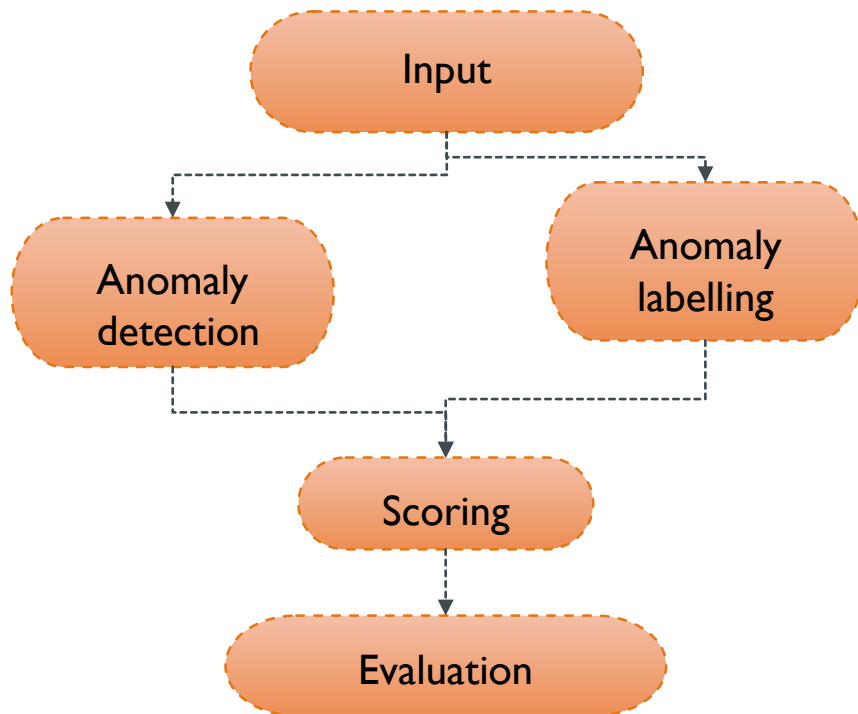 Input
Anomaly
detection
Anomaly
labelling
Scoring
Evaluation